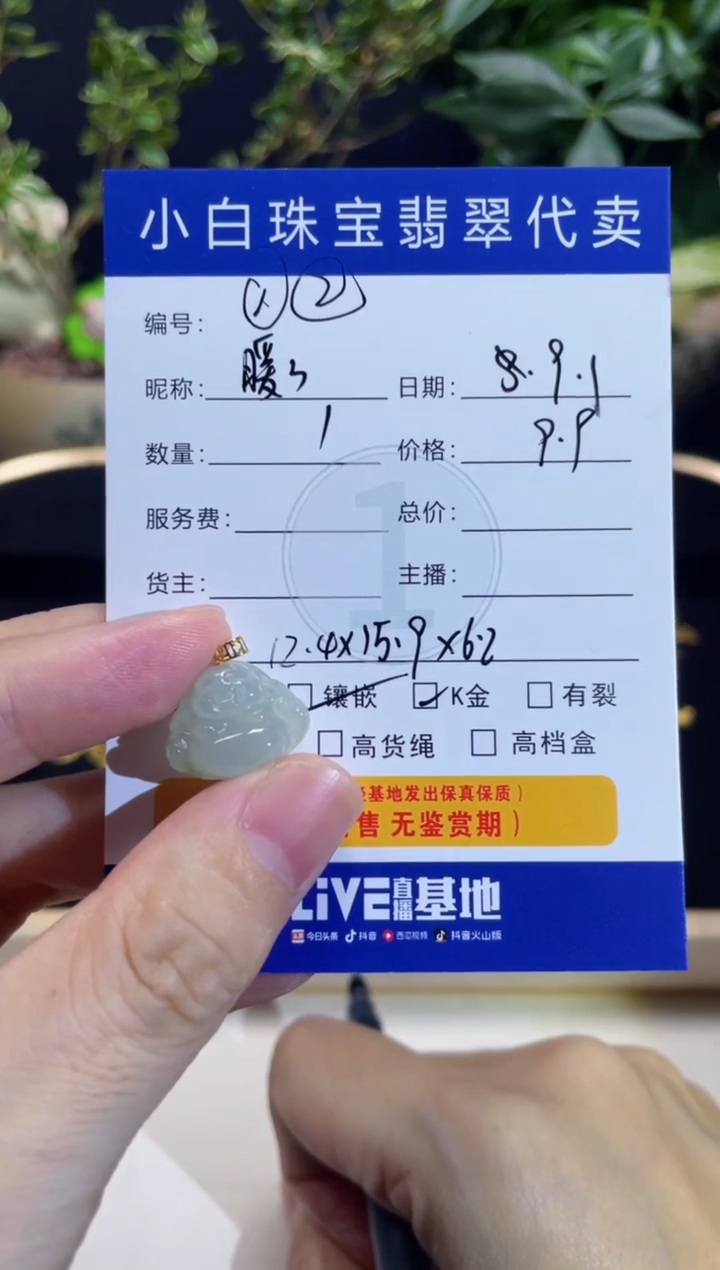 小白珠宝翡翠代卖
编号: ②
昵称: 暖 日期: 8.9.1
数量: 1 价格: 9.9
服务费: 总价:
货主: 主播:
12.4x15.9x6.2
镶嵌 K金 有裂
高货绳 高档盒
基地发出保真保质)
售 无鉴赏期)
LiVE直播基地
今日头条 抖音 西瓜视频 抖音火山版